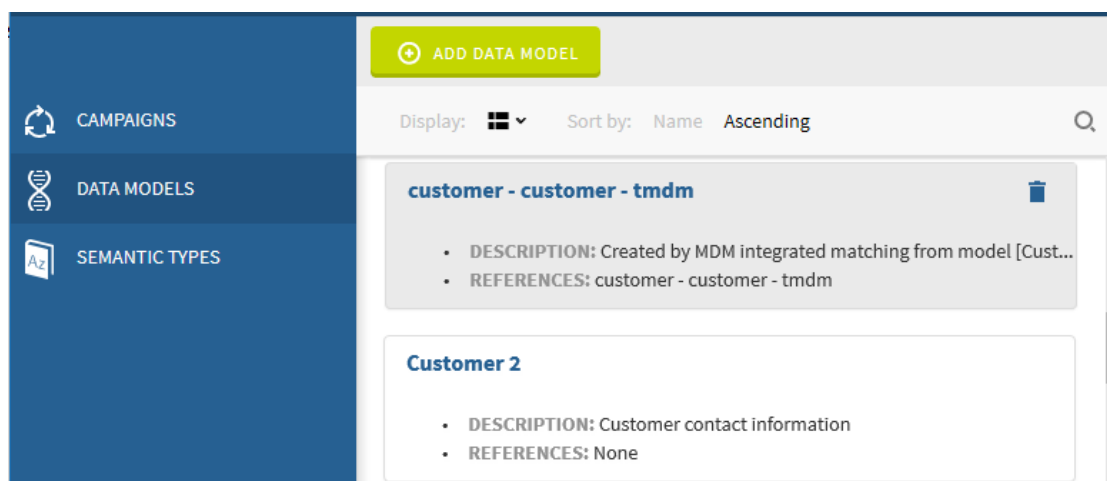 ADD DATA MODEL
CAMPAIGNS
DATA MODELS
Az SEMANTIC TYPES
Display: Sort by: Name Ascending
customer - customer - tmdm
• DESCRIPTION: Created by MDM integrated matching from model [Cust...
• REFERENCES: customer - customer - tmdm
Customer 2
• DESCRIPTION: Customer contact information
• REFERENCES: None